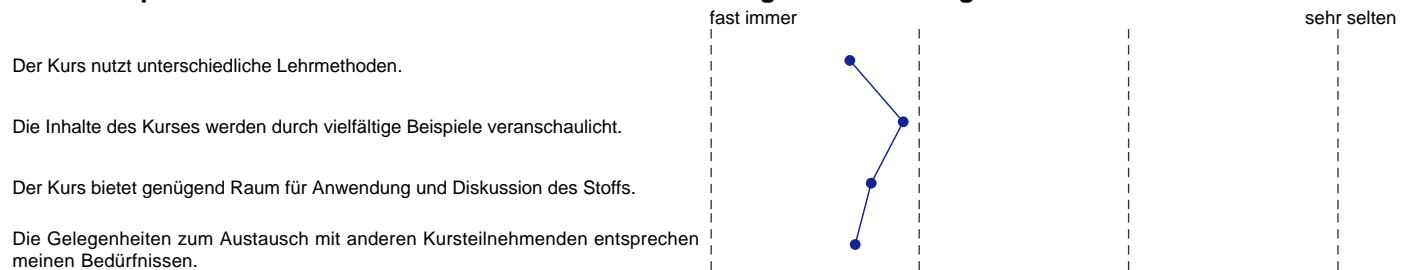 fast immer sehr selten
Der Kurs nutzt unterschiedliche Lehrmethoden.
Die Inhalte des Kurses werden durch vielfältige Beispiele veranschaulicht.
Der Kurs bietet genügend Raum für Anwendung und Diskussion des Stoffs.
Die Gelegenheiten zum Austausch mit anderen Kursteilnehmenden entsprechen
meinen Bedürfnissen.